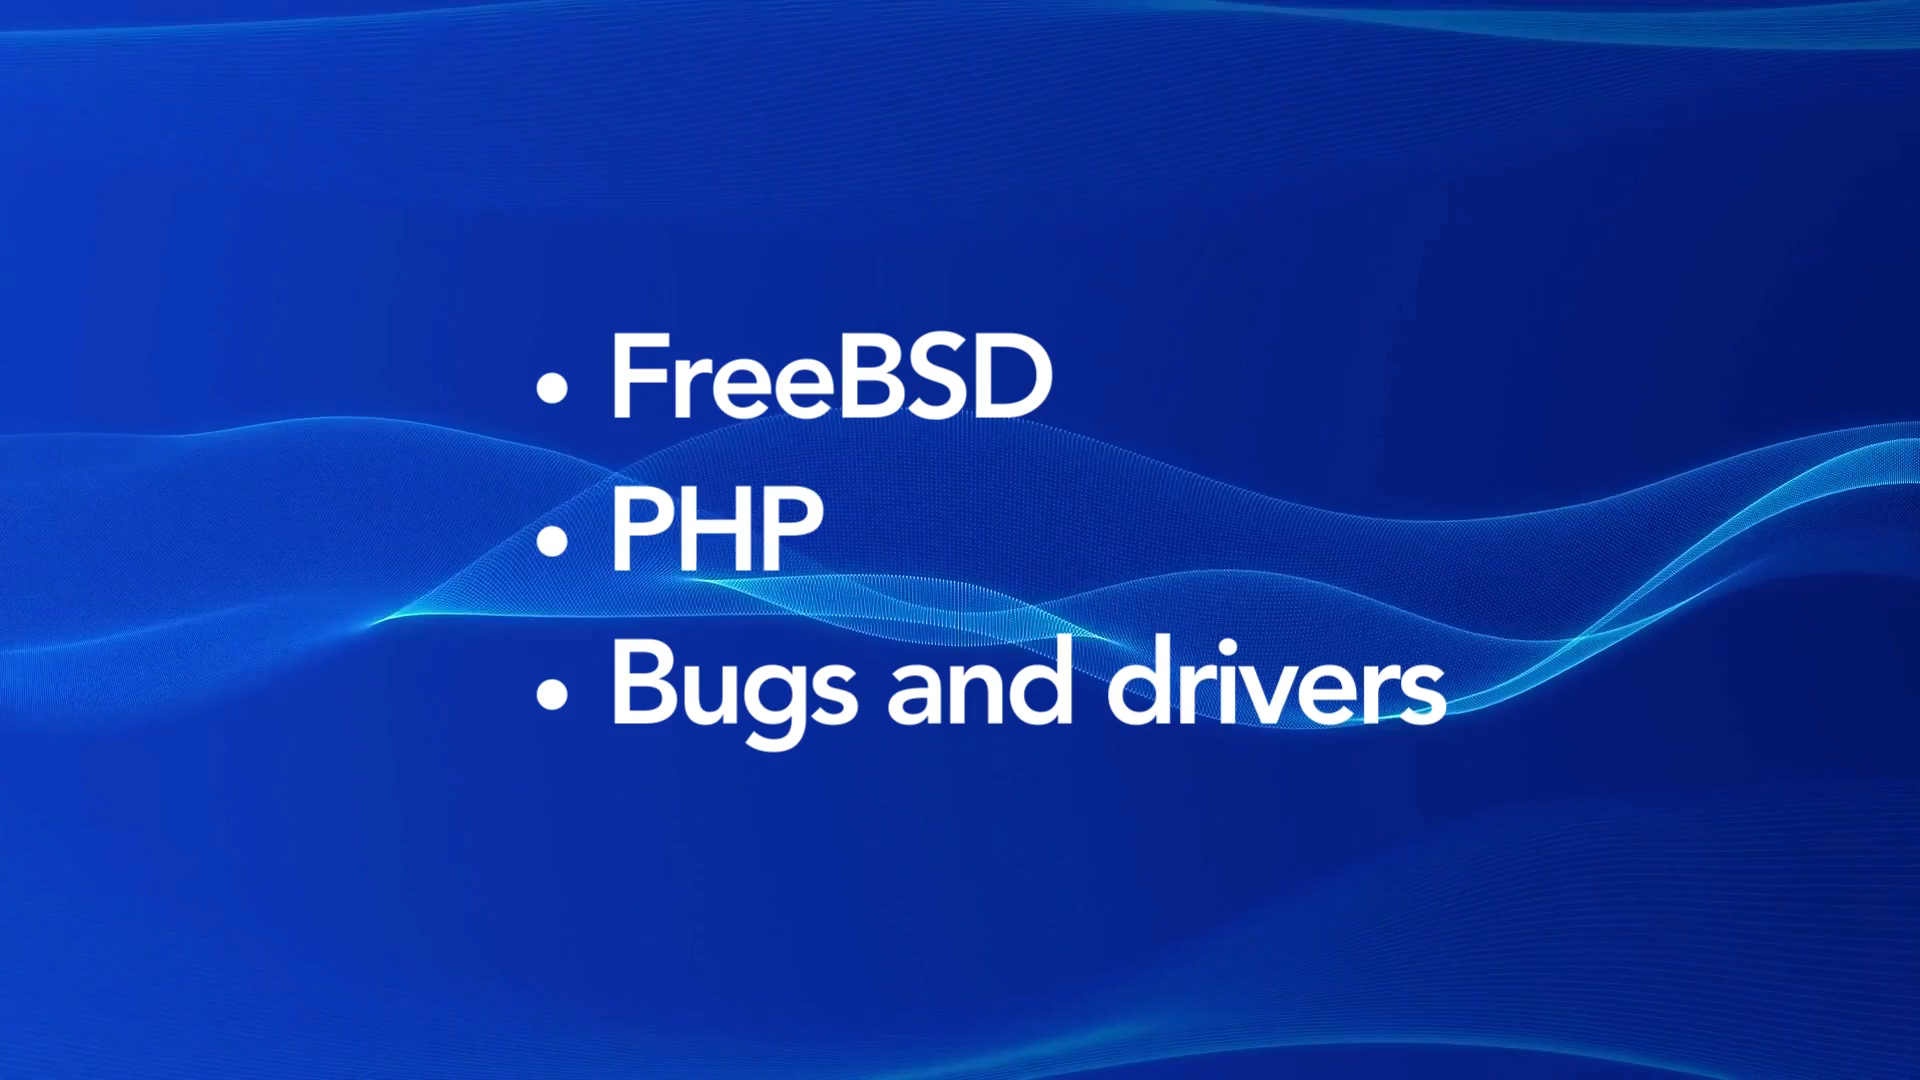 • FreeBSD
• PHP
• Bugs and drivers